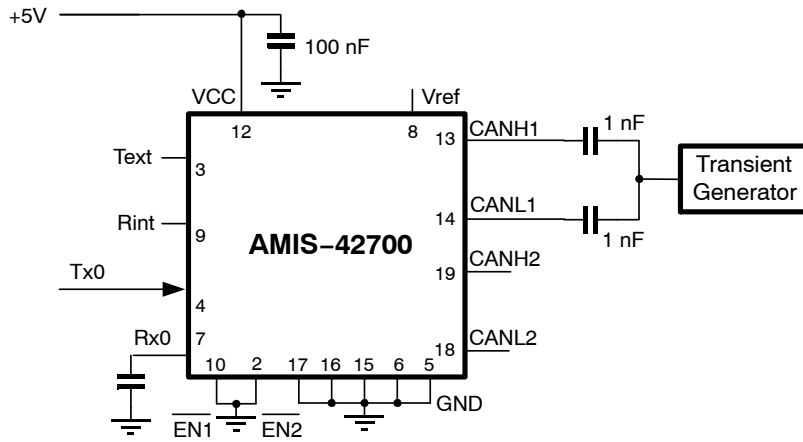 +5V
100 nF
VCC
Vref
12
8
13
CANH1
1 nF
Text
3
Transient
Generator
14
CANL1
1 nF
Rint
9
AMIS−42700
19
CANH2
Tx0
4
Rx0
7
18
CANL2
10
2
17
16
15
6
5
EN1
EN2
GND